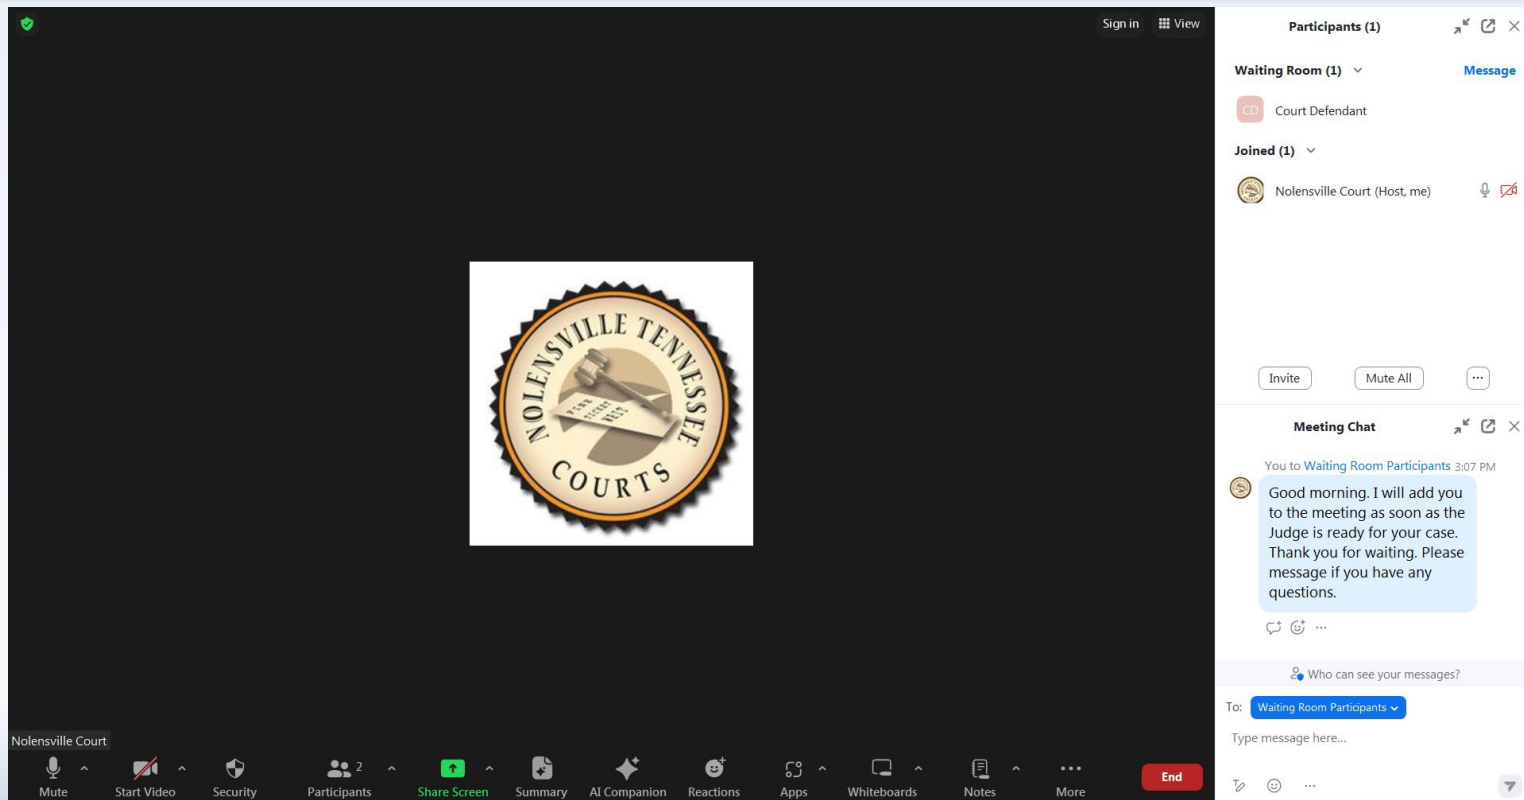 Sign in
View
NOLENSVILLE TENNESSEE
COURTS
Nolensville Court
Mute
Start Video
Security
Participants
2
Share Screen
Summary
AI Companion
Reactions
Apps
Whiteboards
Notes
More
End
Participants (1)
Waiting Room (1)
Message
CD
Court Defendant
Joined (1)
Nolensville Court (Host, me)
Invite
Mute All
Meeting Chat
You to Waiting Room Participants 3:07 PM
Good morning. I will add you
to the meeting as soon as the
Judge is ready for your case.
Thank you for waiting. Please
message if you have any
questions.
Who can see your messages?
To: Waiting Room Participants
Type message here...